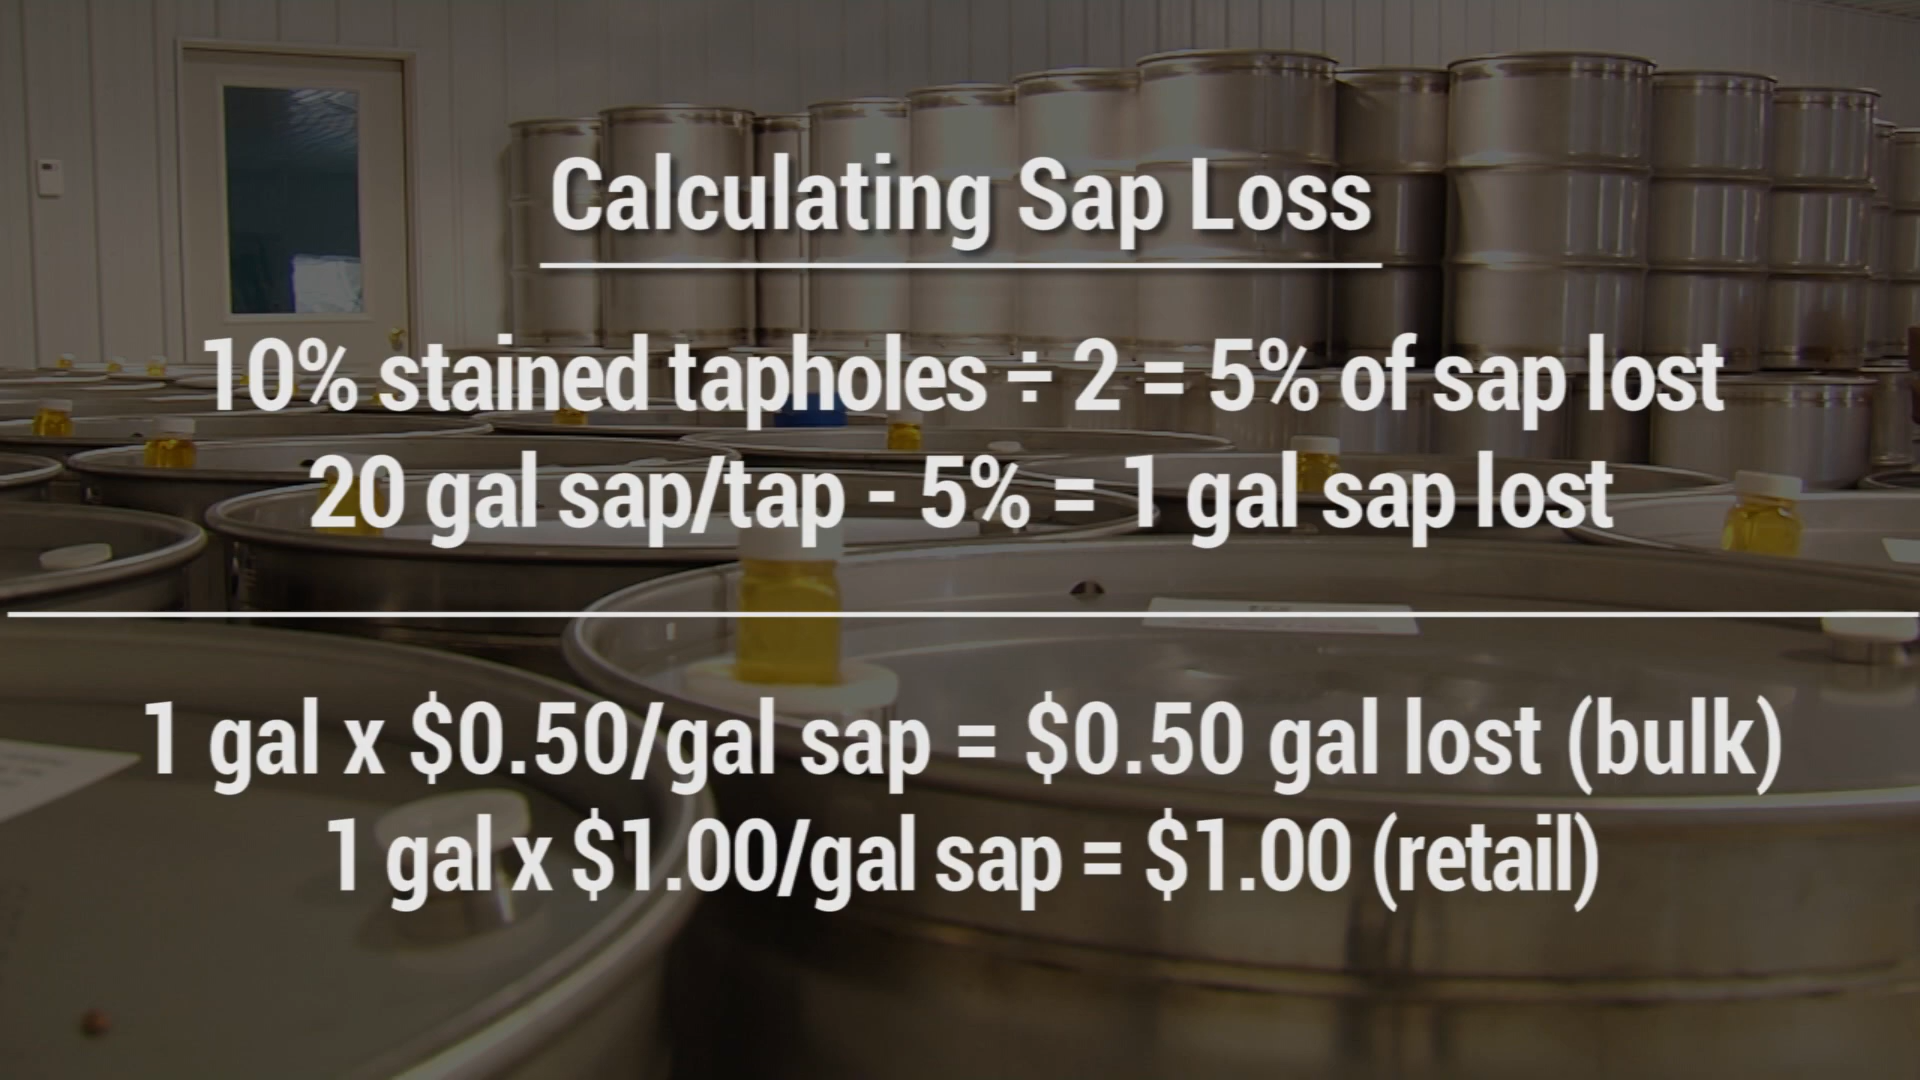 Calculating Sap Loss
10% stained tapholes ÷ 2 = 5% of sap lost
20 gal sap/tap - 5% = 1 gal sap lost
1 gal x $0.50/gal sap = $0.50 gal lost (bulk)
1 gal x $1.00/gal sap = $1.00 (retail)